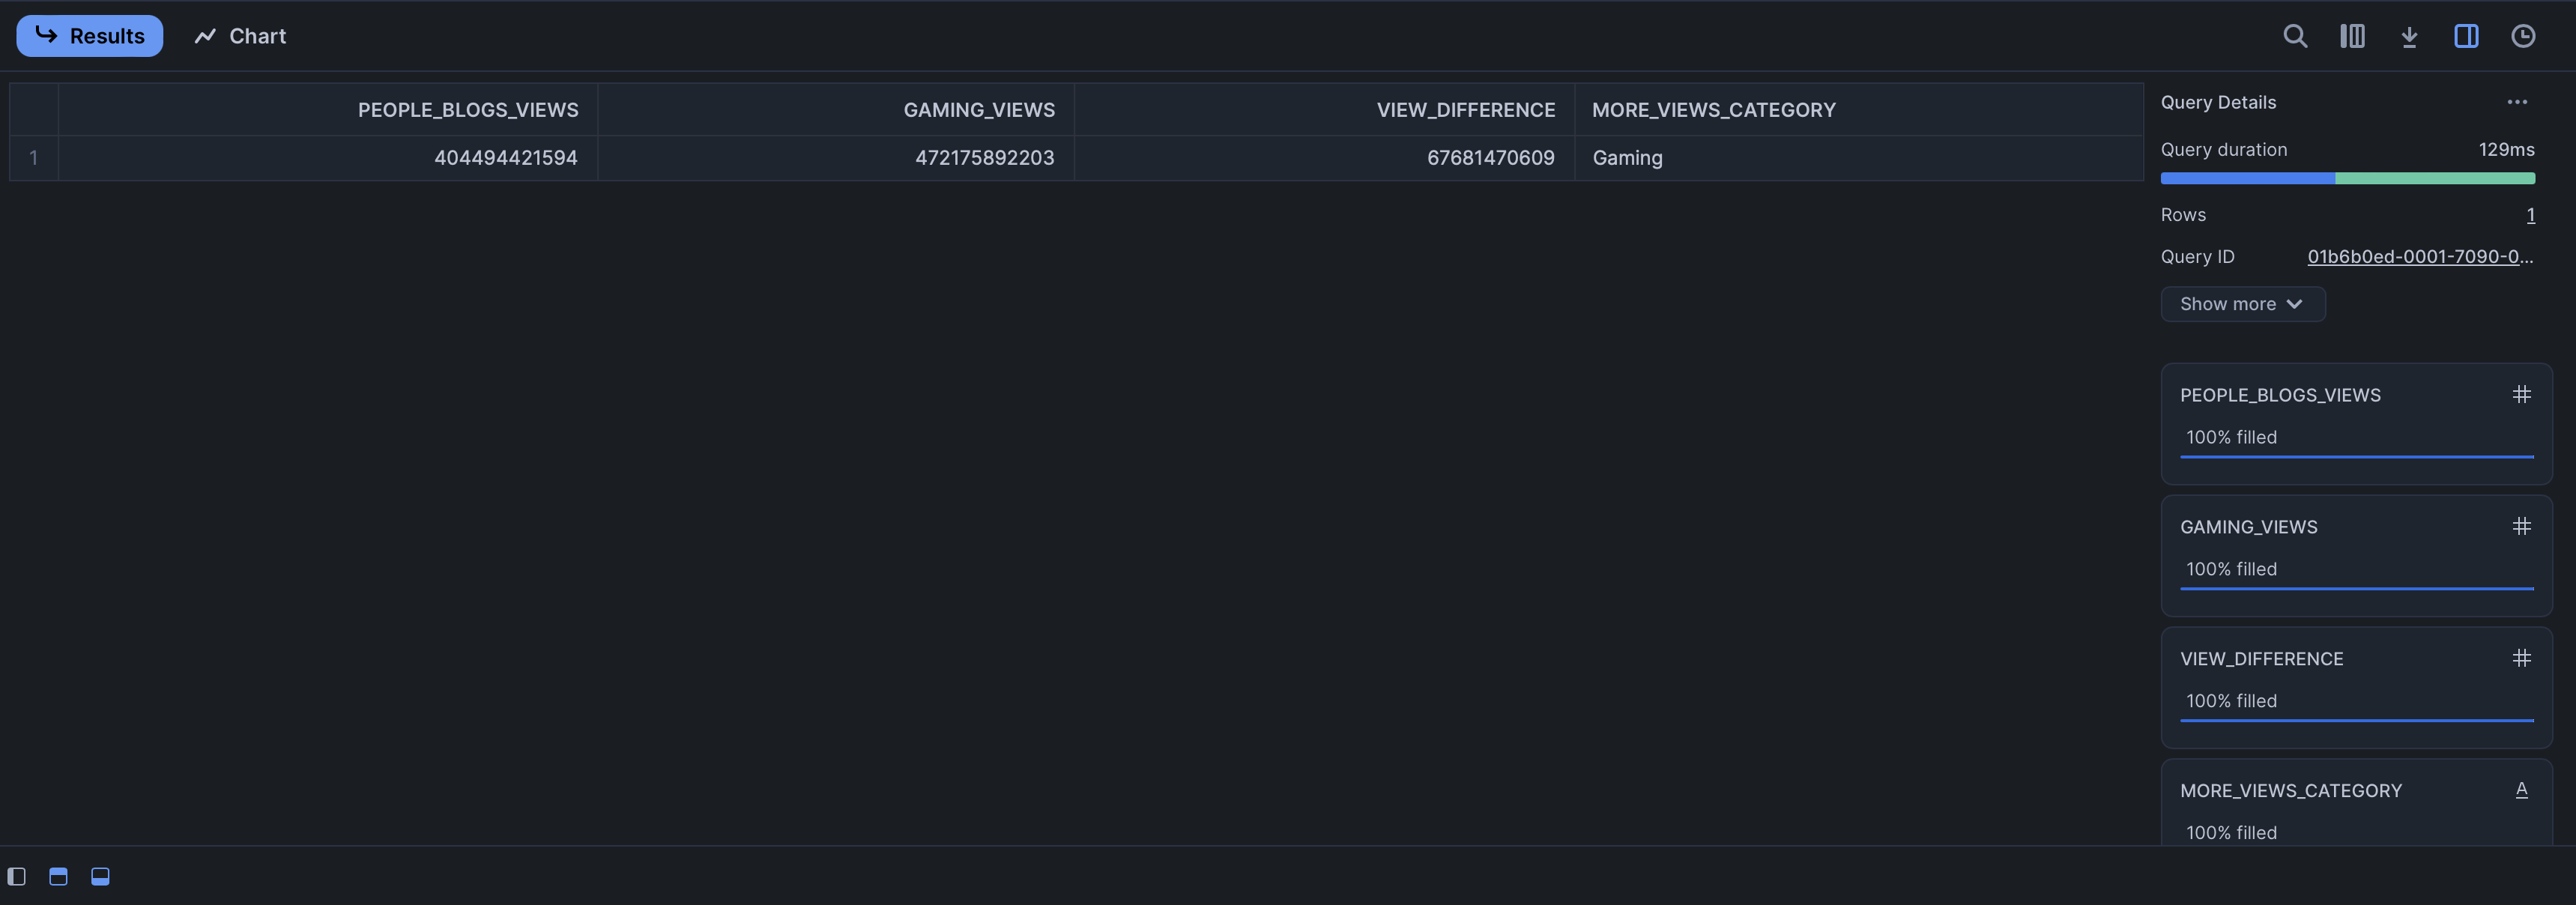 Results Chart
PEOPLE_BLOGS_VIEWS GAMING_VIEWS VIEW_DIFFERENCE MORE_VIEWS_CATEGORY
1 404494421594 472175892203 67681470609 Gaming
Query Details
Query duration 129ms
Rows 1
Query ID 01b6b0ed-0001-7090-0...
Show more
PEOPLE_BLOGS_VIEWS #
100% filled
GAMING_VIEWS #
100% filled
VIEW_DIFFERENCE #
100% filled
MORE_VIEWS_CATEGORY A
100% filled